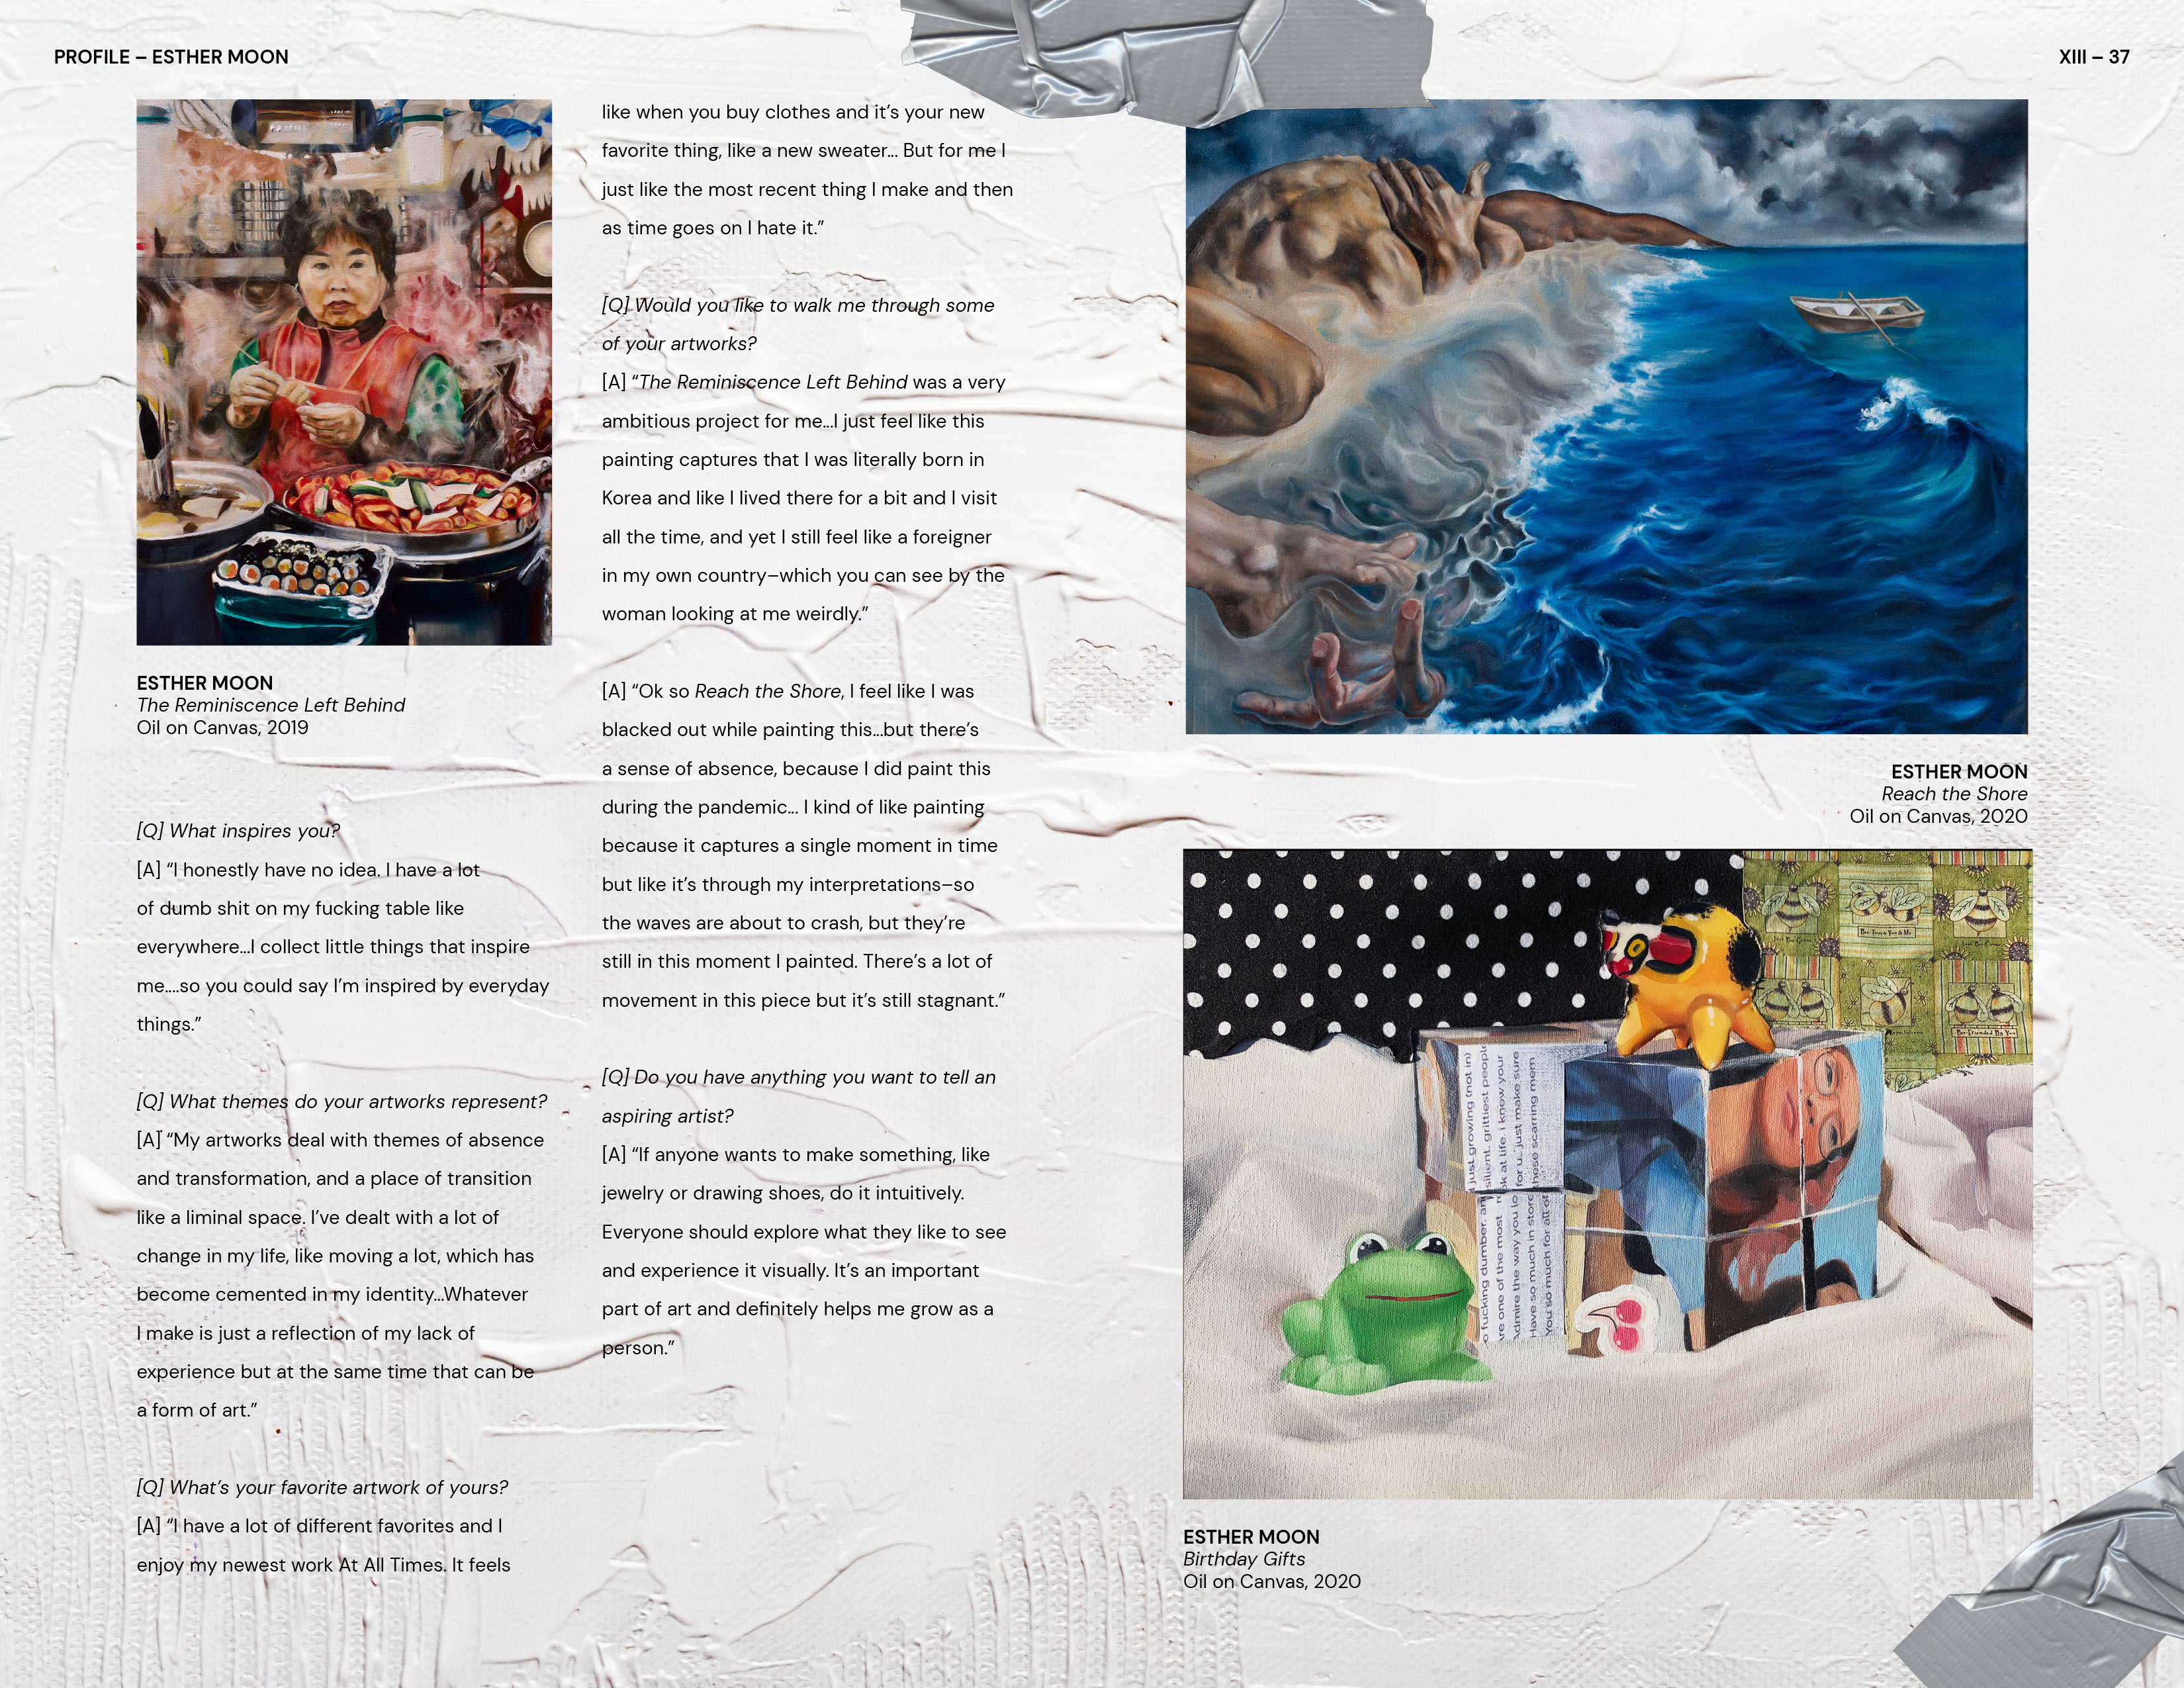 PROFILE – ESTHER MOON
XIII – 37
ESTHER MOON
The Reminiscence Left Behind
Oil on Canvas, 2019
[Q] What inspires you?
[A] “I honestly have no idea. I have a lot
of dumb shit on my fucking table like
everywhere...I collect little things that inspire
me....so you could say I’m inspired by everyday
things.”
[Q] What themes do your artworks represent?
[A] “My artworks deal with themes of absence
and transformation, and a place of transition
like a liminal space. I’ve dealt with a lot of
change in my life, like moving a lot, which has
become cemented in my identity...Whatever
I make is just a reflection of my lack of
experience but at the same time that can be
a form of art.”
[Q] What’s your favorite artwork of yours?
[A] “I have a lot of different favorites and I
enjoy my newest work At All Times. It feels
like when you buy clothes and it’s your new
favorite thing, like a new sweater... But for me I
just like the most recent thing I make and then
as time goes on I hate it.”
[Q] Would you like to walk me through some
of your artworks?
[A] “The Reminiscence Left Behind was a very
ambitious project for me...I just feel like this
painting captures that I was literally born in
Korea and like I lived there for a bit and I visit
all the time, and yet I still feel like a foreigner
in my own country–which you can see by the
woman looking at me weirdly.”
[A] “Ok so Reach the Shore, I feel like I was
blacked out while painting this...but there’s
a sense of absence, because I did paint this
during the pandemic... I kind of like painting
because it captures a single moment in time
but like it’s through my interpretations–so
the waves are about to crash, but they’re
still in this moment I painted. There’s a lot of
movement in this piece but it’s still stagnant.”
[Q] Do you have anything you want to tell an
aspiring artist?
[A] “If anyone wants to make something, like
jewelry or drawing shoes, do it intuitively.
Everyone should explore what they like to see
and experience it visually. It’s an important
part of art and definitely helps me grow as a
person.”
ESTHER MOON
Reach the Shore
Oil on Canvas, 2020
just growing (not in)
grittiest people
at life. i know your
for u.. just make sure
these scarring mem
fucking dumber. an
are one of the most
Admire the way you lo
Have so much in store
You so much for all of
ESTHER MOON
Birthday Gifts
Oil on Canvas, 2020